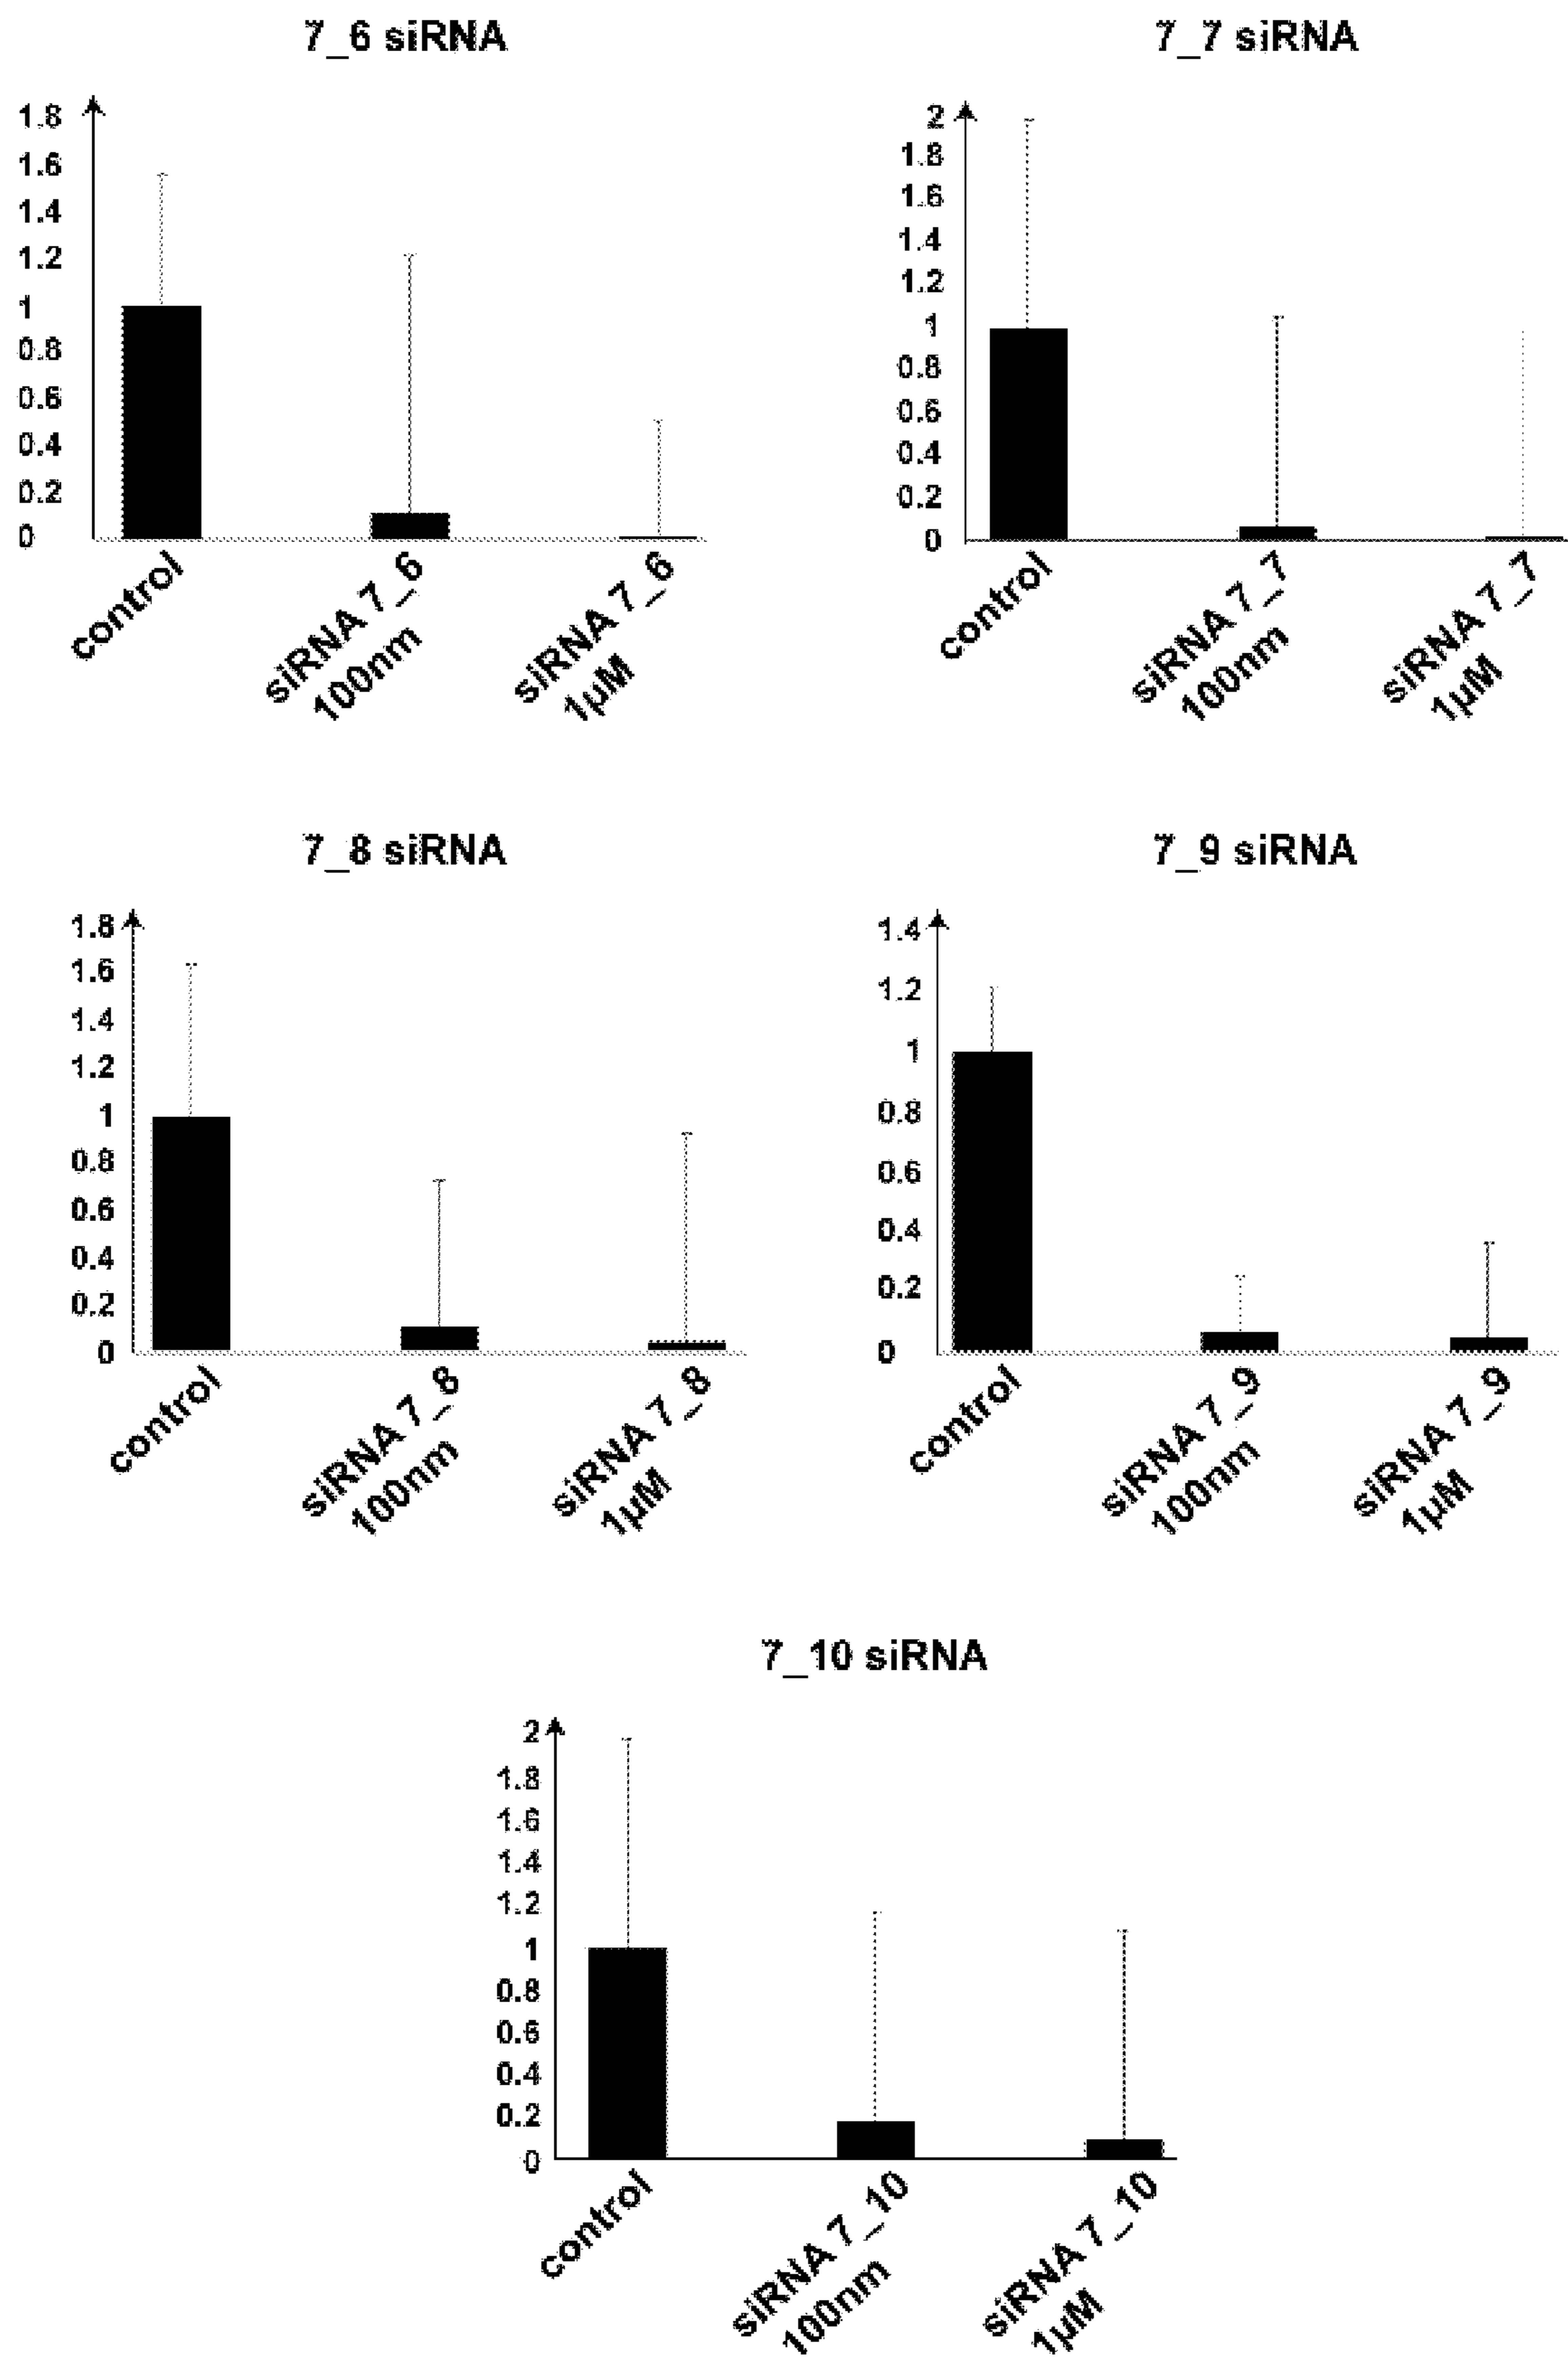 7_6 siRNA
1.8
1.6
1.4
1.2
1
0.8
0.6
0.4
0.2
0
control
siRNA 7_6
100nm
siRNA 7_6
1µM
7_7 siRNA
2
1.8
1.6
1.4
1.2
1
0.8
0.6
0.4
0.2
0
control
siRNA 7_7
100nm
siRNA 7_7
1µM
7_8 siRNA
1.8
1.6
1.4
1.2
1
0.8
0.6
0.4
0.2
0
control
siRNA 7_8
100nm
siRNA 7_8
1µM
7_9 siRNA
1.4
1.2
1
0.8
0.6
0.4
0.2
0
control
siRNA 7_9
100nm
siRNA 7_9
1µM
7_10 siRNA
2
1.8
1.6
1.4
1.2
1
0.8
0.6
0.4
0.2
0
control
siRNA 7_10
100nm
siRNA 7_10
1µM